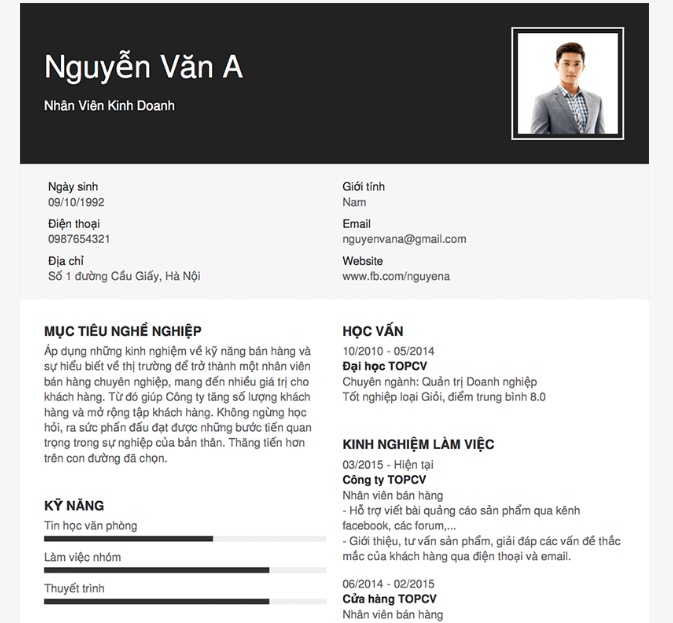 Nguyễn Văn A
Nhân Viên Kinh Doanh
Ngày sinh
09/10/1992
Điện thoại
0987654321
Địa chỉ
Số 1 đường Cầu Giấy, Hà Nội
Giới tính
Nam
Email
nguyenvana@gmail.com
Website
www.fb.com/nguyena
MỤC TIÊU NGHỀ NGHIỆP
Áp dụng những kinh nghiệm về kỹ năng bán hàng và
sự hiểu biết về thị trường để trở thành một nhân viên
bán hàng chuyên nghiệp, mang đến nhiều giá trị cho
khách hàng. Từ đó giúp Công ty tăng số lượng khách
hàng và mở rộng tập khách hàng. Không ngừng học
hỏi, ra sức phấn đấu đạt được những bước tiến quan
trọng trong sự nghiệp của bản thân. Thăng tiến hơn
trên con đường đã chọn.
KỸ NĂNG
Tin học văn phòng
Làm việc nhóm
Thuyết trình
HỌC VẤN
10/2010 - 05/2014
Đại học TOPCV
Chuyên ngành: Quản trị Doanh nghiệp
Tốt nghiệp loại Giỏi, điểm trung bình 8.0
KINH NGHIỆM LÀM VIỆC
03/2015 - Hiện tại
Công ty TOPCV
Nhân viên bán hàng
- Hỗ trợ viết bài quảng cáo sản phẩm qua kênh
facebook, các forum,...
- Giới thiệu, tư vấn sản phẩm, giải đáp các vấn đề thắc
mắc của khách hàng qua điện thoại và email.
06/2014 - 02/2015
Cửa hàng TOPCV
Nhân viên bán hàng